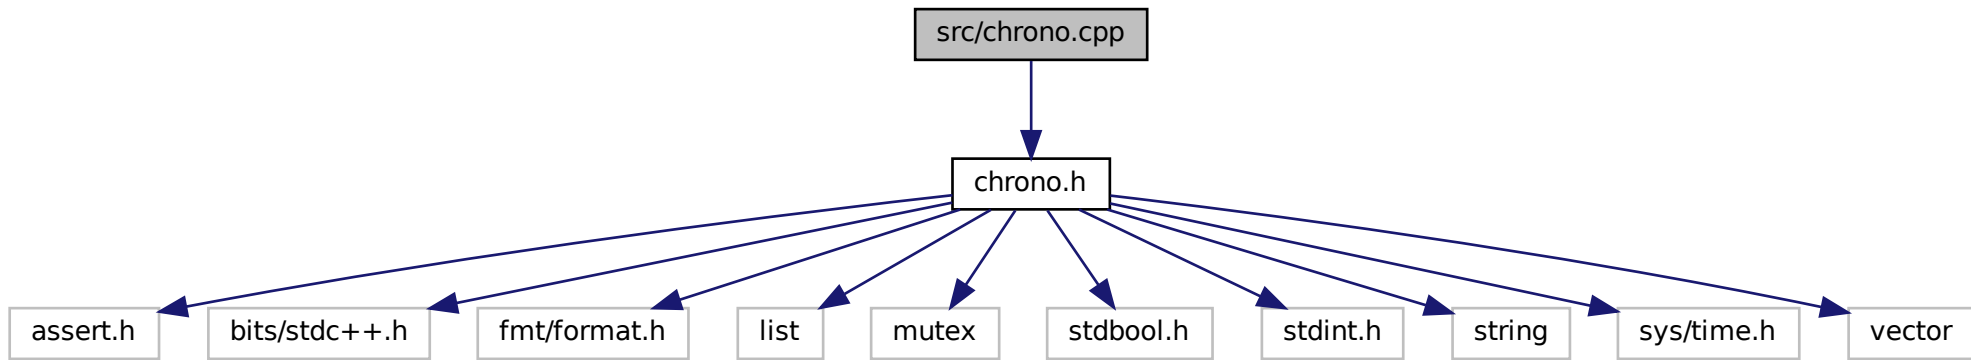 src/chrono.cpp
chrono.h
assert.h
bits/stdc++.h
fmt/format.h
list
mutex
stdbool.h
stdint.h
string
sys/time.h
vector